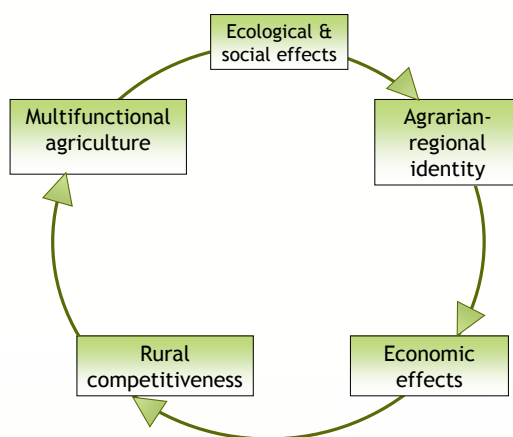 Ecological &
social effects
Multifunctional
agriculture
Agrarian-
regional
identity
Rural
competitiveness
Economic
effects